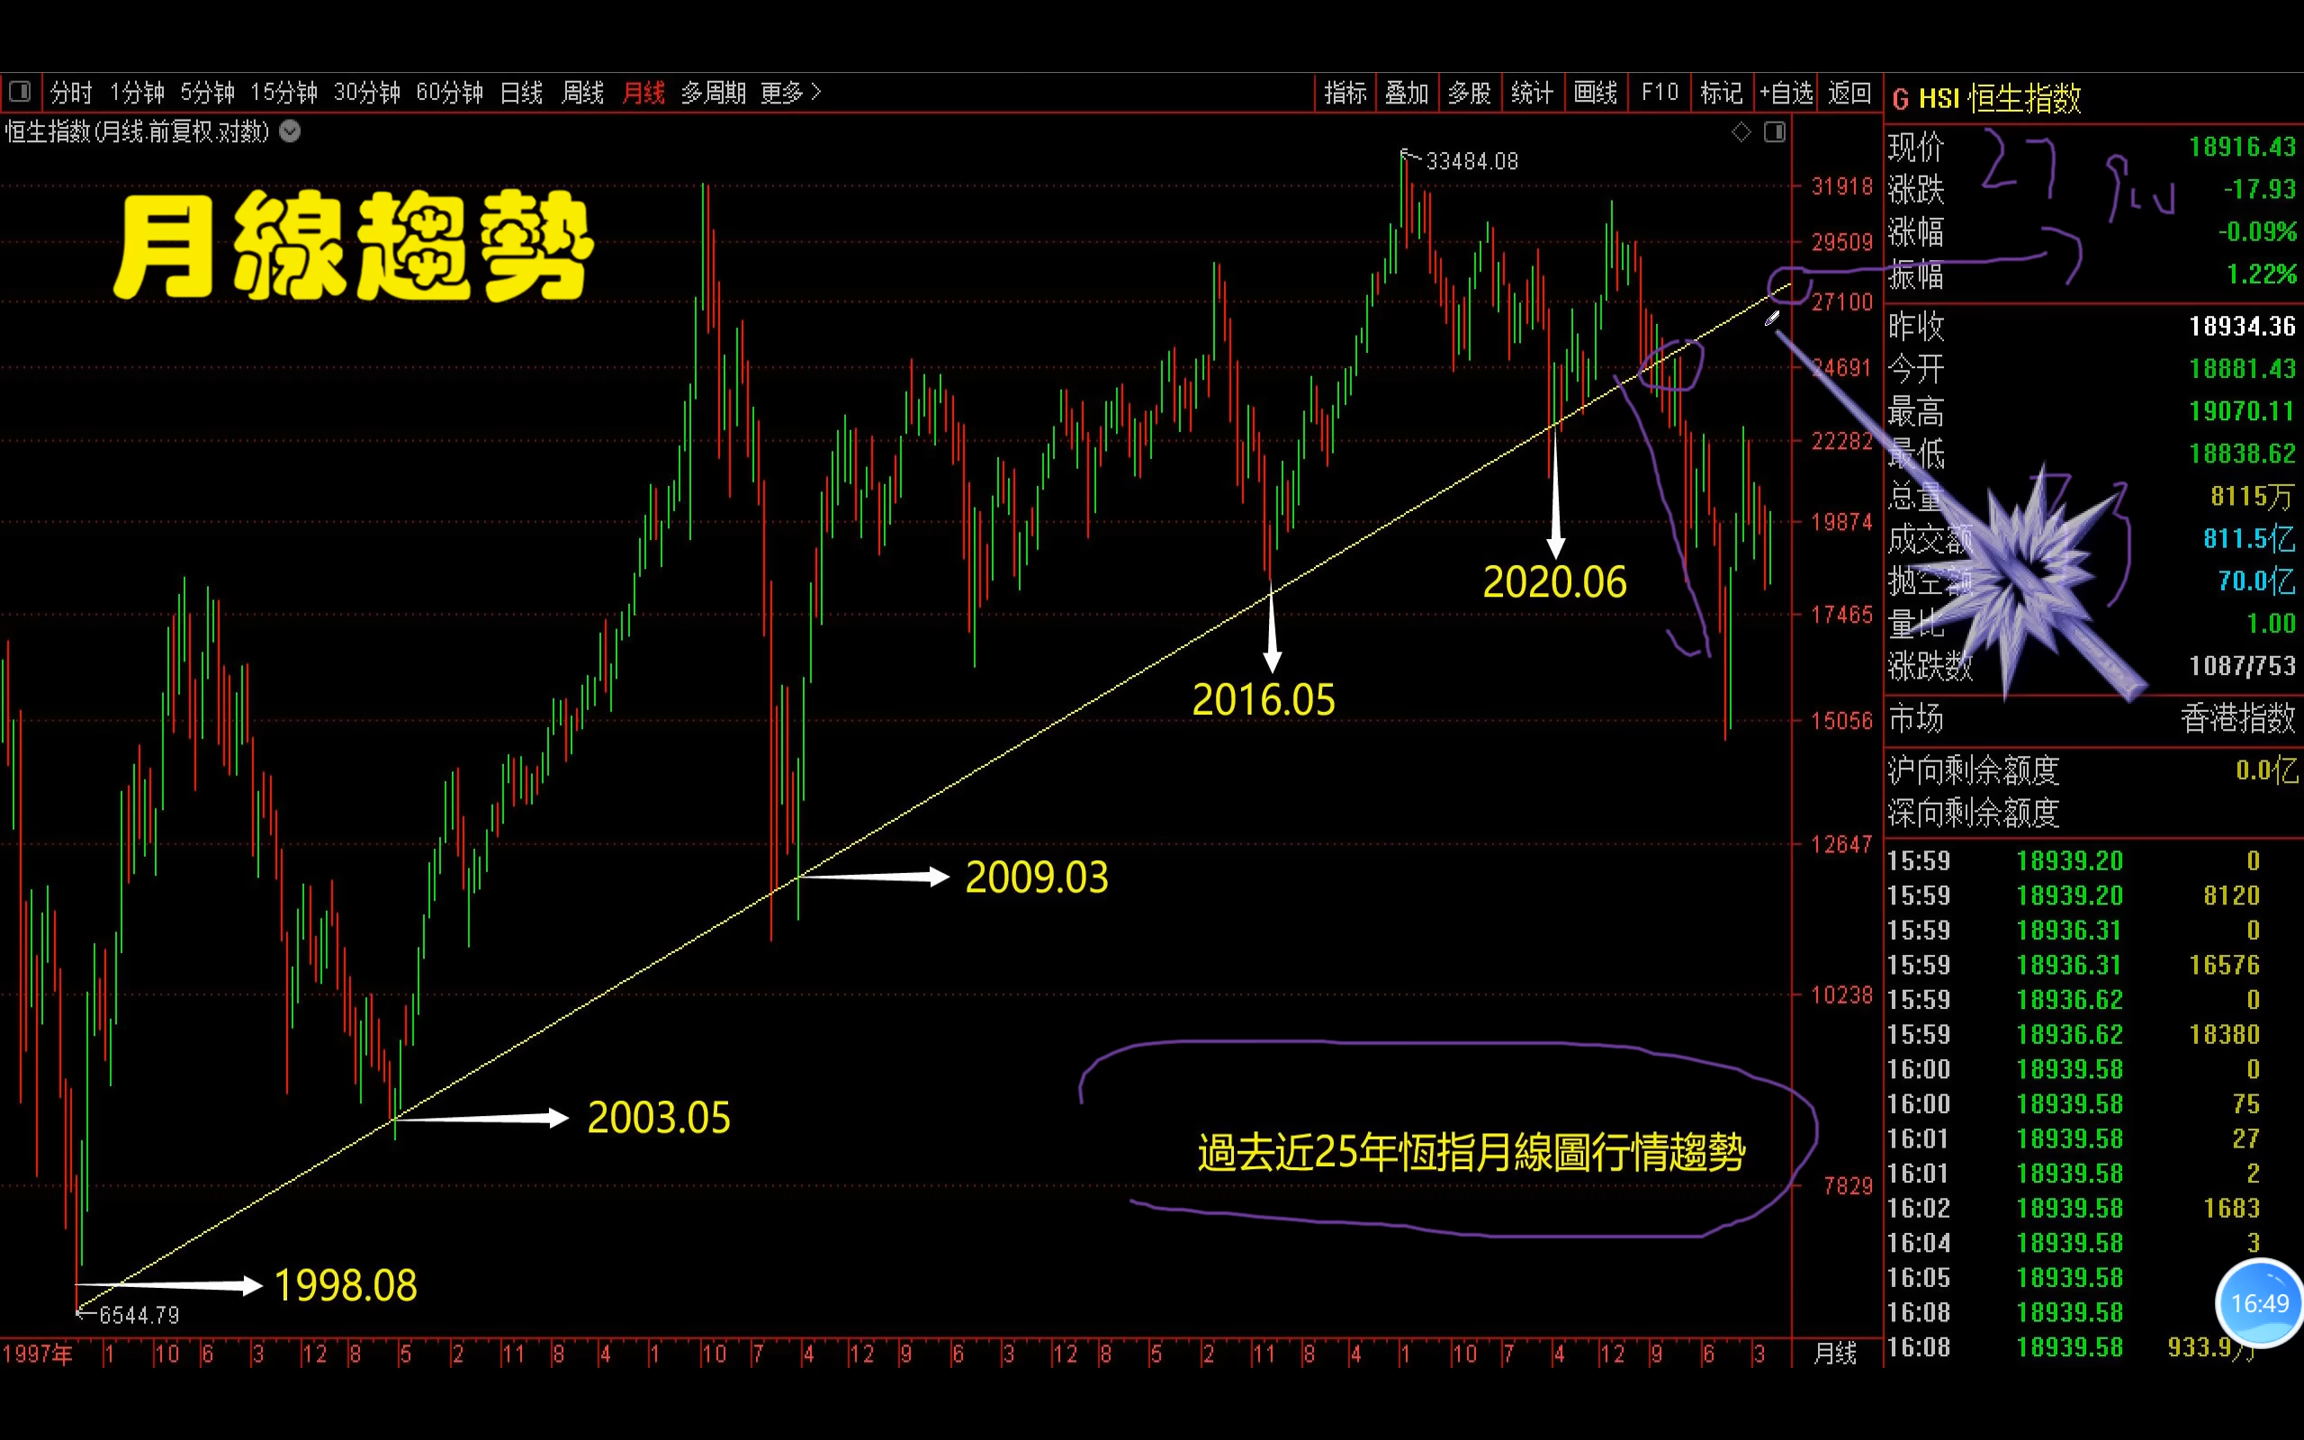 分时 1分钟 5分钟 15分钟 30分钟 60分钟 日线 周线 月线 多周期 更多 >
指标 叠加 多股 统计 画线 F10 标记 +自选 返回
G HSI 恒生指数
恒生指数(月线.前复权.对数)
月線趨勢
33484.08
31918
29509
27100
24691
22282
19874
17465
15056
12647
10238
7829
2020.06
2016.05
2009.03
2003.05
1998.08
6544.79
過去近25年恆指月線圖行情趨勢
1997年 1 10 6 3 12 8 5 2 11 8 4 1 10 7 4 12 9 6 3 12 8 5 2 11 8 4 1 10 7 4 12 9 6 3 月线
27
现价 18916.43
涨跌 -17.93
涨幅 -0.09%
振幅 1.22%
昨收 18934.36
今开 18881.43
最高 19070.11
最低 18838.62
总量 8115万
成交额 811.5亿
抛空额 70.0亿
量比 1.00
涨跌数 1087/753
市场 香港指数
沪向剩余额度 0.0亿
深向剩余额度
15:59 18939.20 0
15:59 18939.20 8120
15:59 18936.31 0
15:59 18936.31 16576
15:59 18936.62 0
15:59 18936.62 18380
16:00 18939.58 0
16:00 18939.58 75
16:01 18939.58 27
16:01 18939.58 2
16:02 18939.58 1683
16:04 18939.58 3
16:05 18939.58
16:08 18939.58
16:08 18939.58 933.9万
16:49